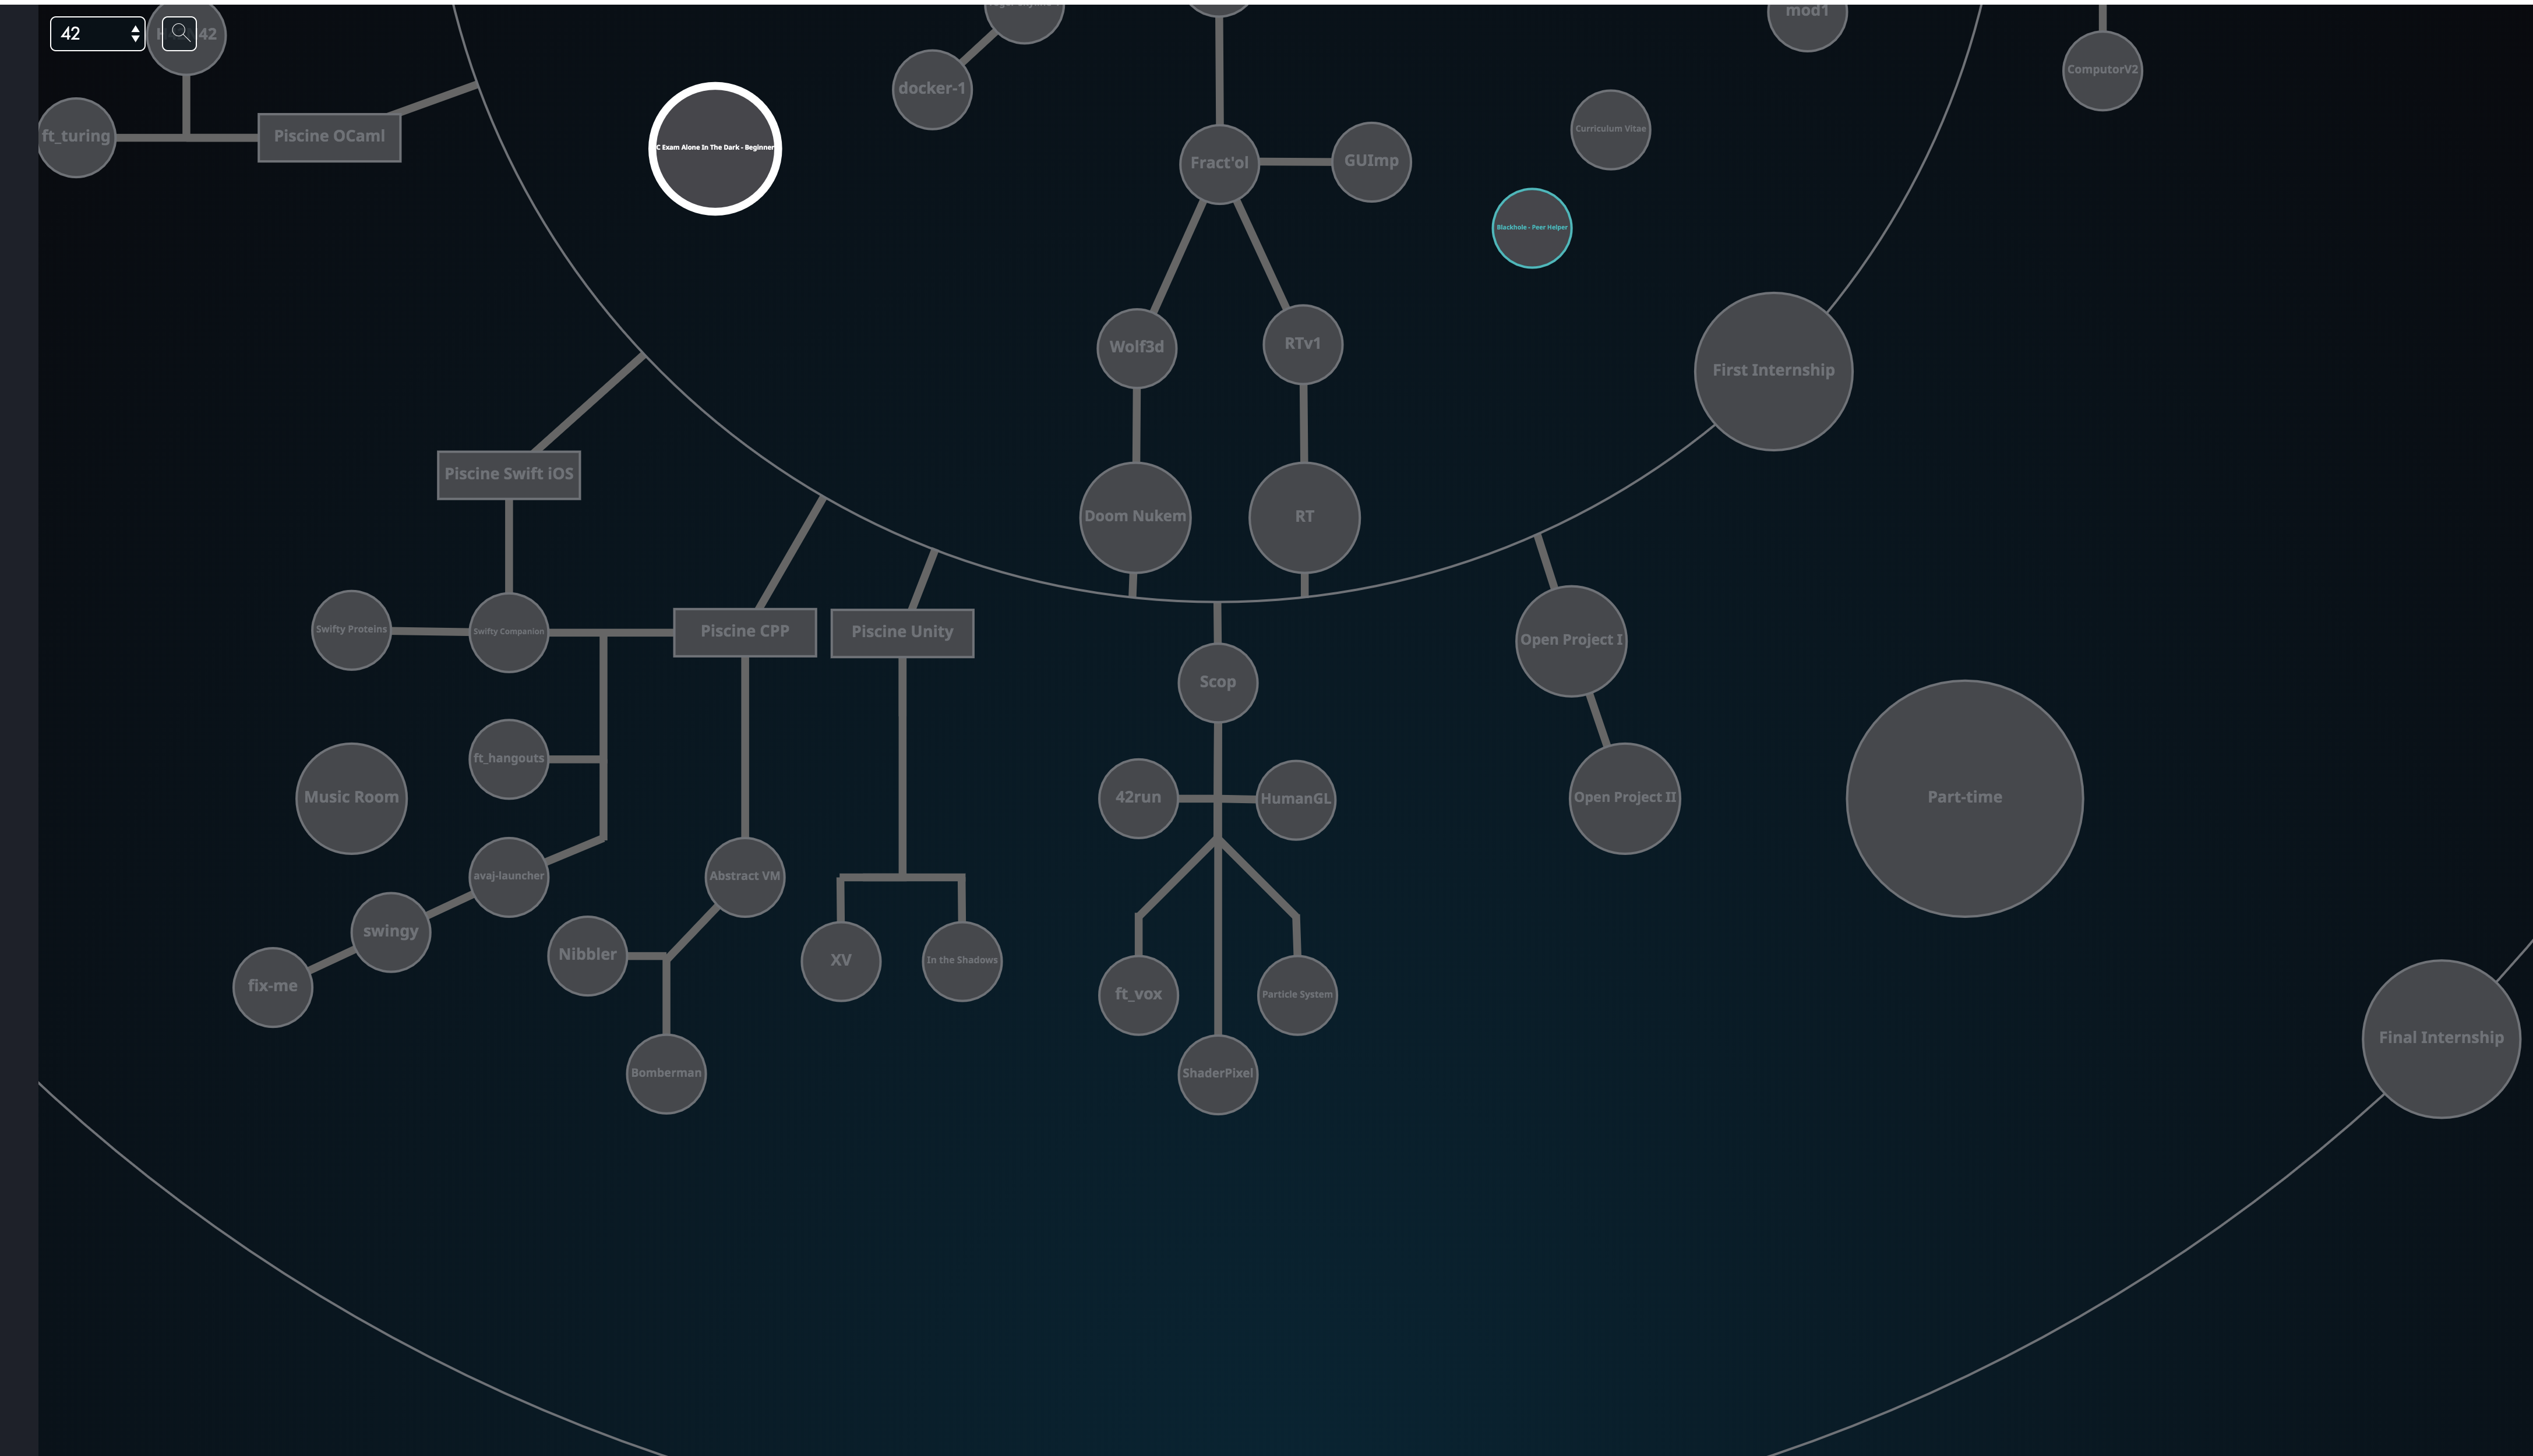 42
42
mod1
ComputorV2
docker-1
Curriculum Vitae
ft_turing
Piscine OCaml
C Exam Alone In The Dark - Beginner
Fract'ol
GUImp
Blackhole - Peer Helper
Wolf3d
RTv1
First Internship
Piscine Swift iOS
Doom Nukem
RT
Swifty Proteins
Swifty Companion
Piscine CPP
Piscine Unity
Open Project I
Scop
ft_hangouts
Music Room
42run
HumanGL
Open Project II
Part-time
avaj-launcher
Abstract VM
swingy
Nibbler
XV
In the Shadows
fix-me
ft_vox
Particle System
Final Internship
Bomberman
ShaderPixel